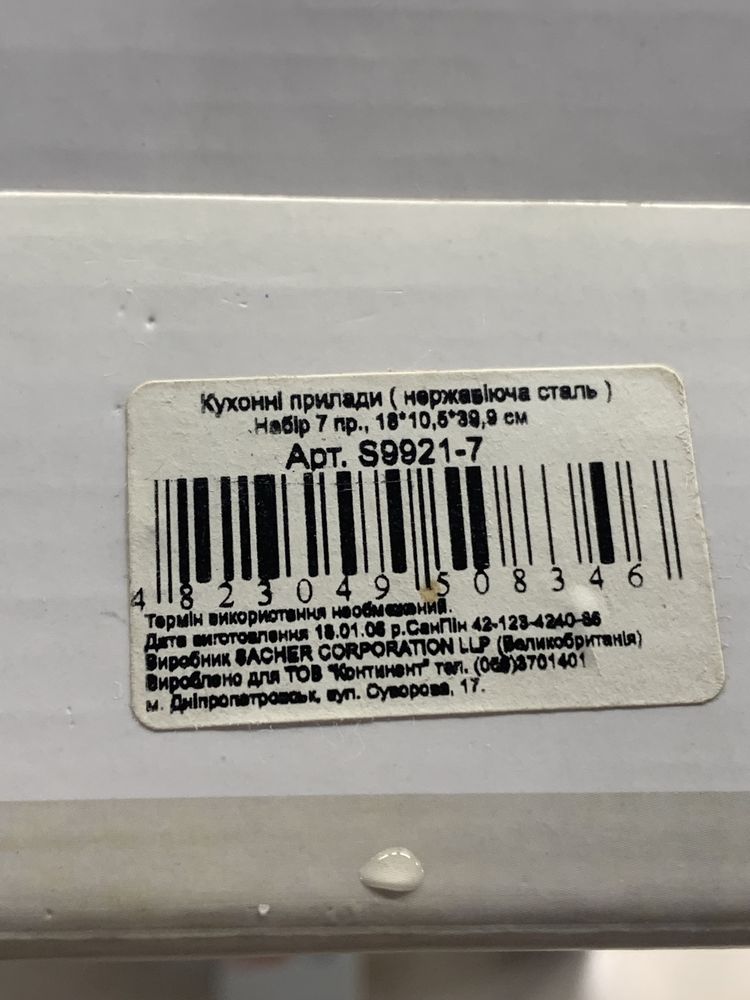 Кухонні прилади ( нержавіюча сталь )
Набір 7 пр., 18*10,5*39,9 см
Арт. S9921-7
4 823049 508346
Термін використання необмежений.
Дата виготовлення 18.01.06 р.СанПін 42-123-4240-86
Виробник SACHER CORPORATION LLP (Великобританія)
Вироблено для ТОВ "Континент" тел. (056)3701401
м. Дніпропетровськ, вул. Суворова, 17.